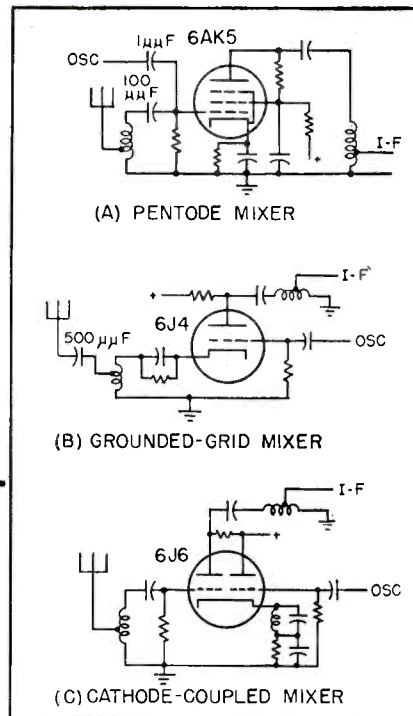 6AK5
1μμF
OSC
100
μμF
I-F
+
(A) PENTODE MIXER
I-F
+
6J4
500μμF
OSC
(B) GROUNDED-GRID MIXER
I-F
6J6
+
OSC
(C) CATHODE-COUPLED MIXER